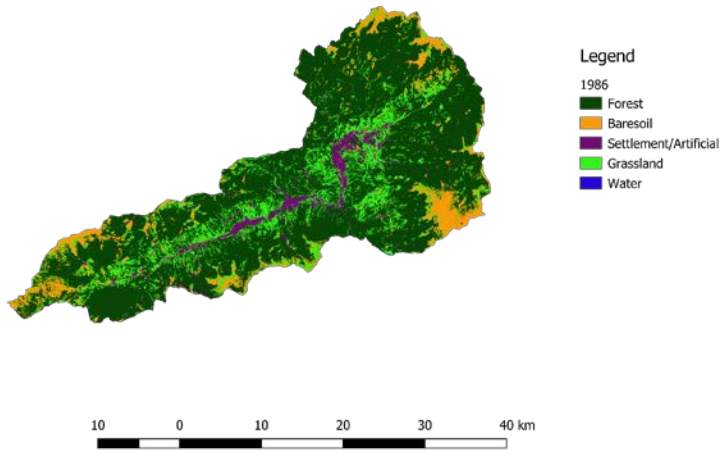 Legend
1986
Forest
Baresoil
Settlement/Artificial
Grassland
Water
10 0 10 20 30 40 km